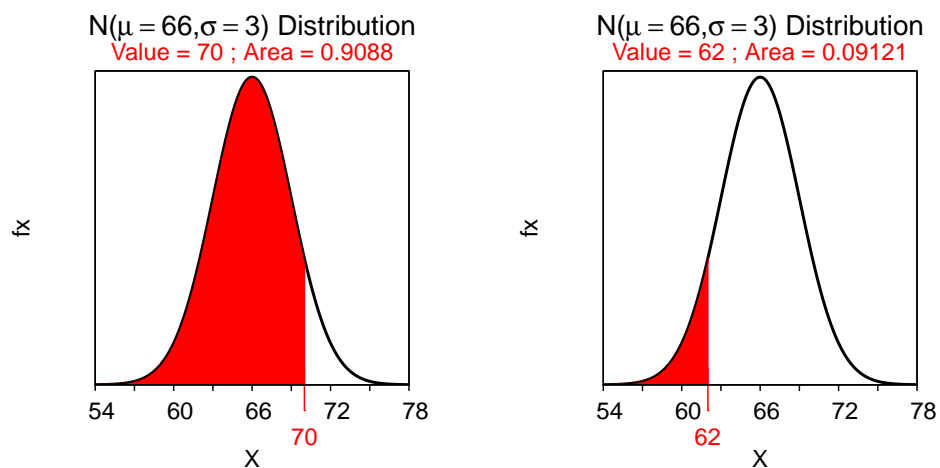 N(μ = 66,σ = 3) Distribution
Value = 70 ; Area = 0.9088
fx
54 60 66 72 78
70
X
N(μ = 66,σ = 3) Distribution
Value = 62 ; Area = 0.09121
fx
54 60 66 72 78
62
X